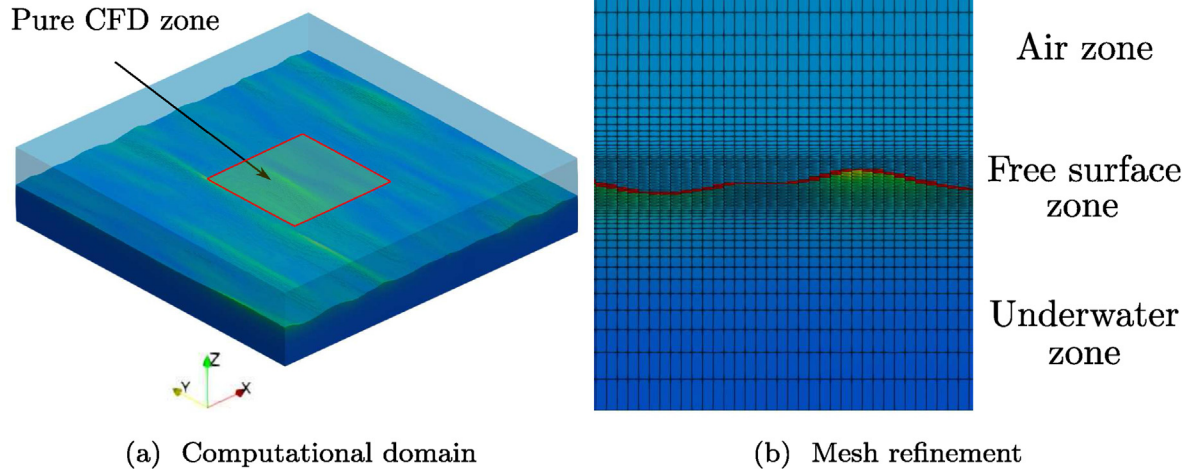 Pure CFD zone
Z
Y
X
(a) Computational domain
Air zone
Free surface
zone
Underwater
zone
(b) Mesh refinement